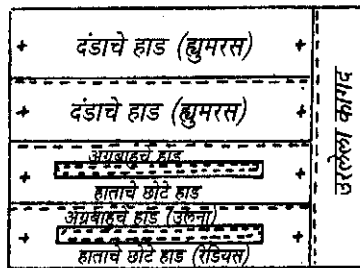 दंडाचे हाड (ह्युमरस)
दंडाचे हाड (ह्युमरस)
अग्रबाहूचे हाड
हाताचे छोटे हाड
अग्रबाहूचे हाड (उलना)
हाताचे छोटे हाड (रेडियस)
उरलेला कागद